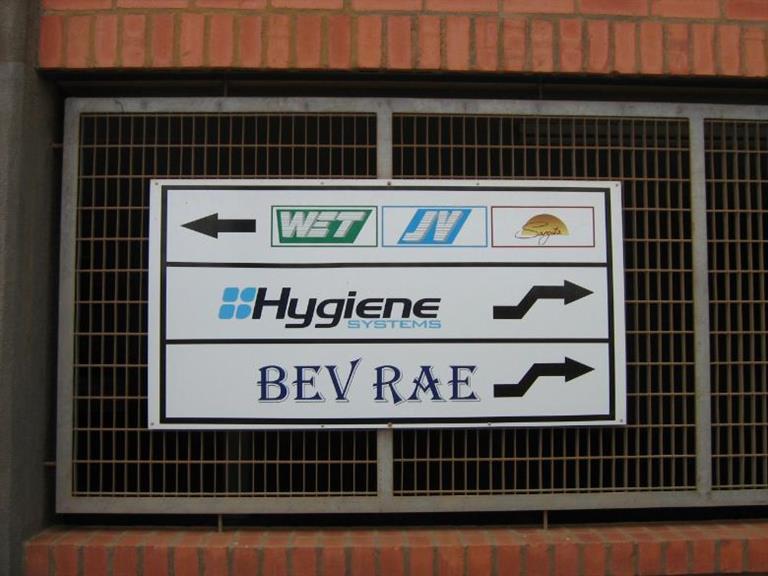 WET JV
Hygiene
SYSTEMS
BEV RAE